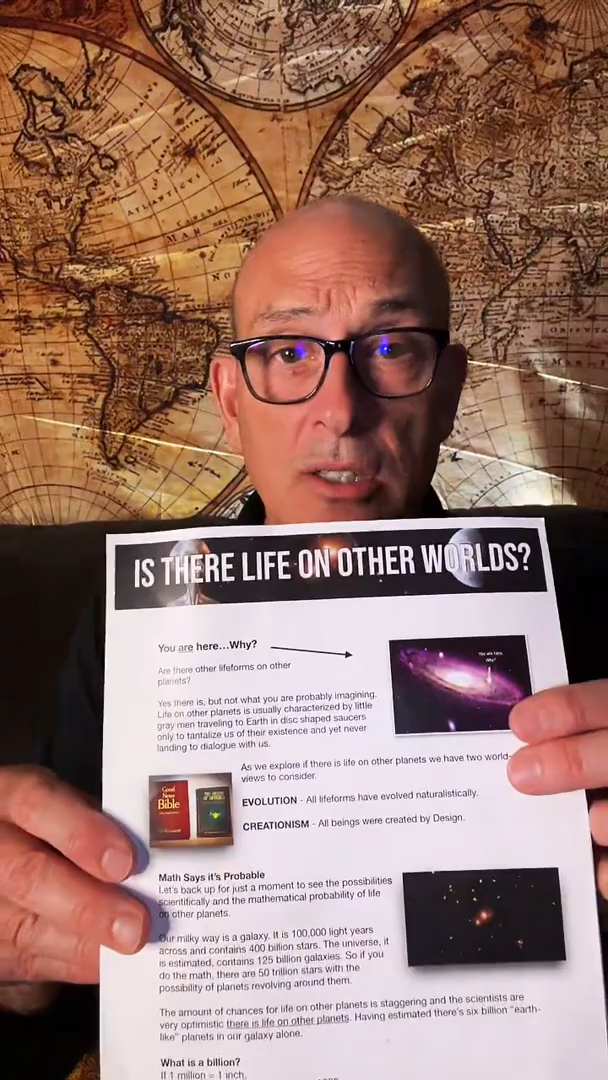 IS THERE LIFE ON OTHER WORLDS?
You are here...Why?
You are here.
Why?
Are there other lifeforms on other
planets?
Yes there is, but not what you are probably imagining.
Life on other planets is usually characterized by little
gray men traveling to Earth in disc shaped saucers
only to tantalize us of their existence and yet never
landing to dialogue with us.
As we explore if there is life on other planets we have two world-
views to consider.
Good
News
Bible
EVOLUTION - All lifeforms have evolved naturalistically.
CREATIONISM - All beings were created by Design.
Math Says it's Probable
Let's back up for just a moment to see the possibilities
scientifically and the mathematical probability of life
on other planets.
Our milky way is a galaxy. It is 100,000 light years
across and contains 400 billion stars. The universe, it
is estimated, contains 125 billion galaxies. So if you
do the math, there are 50 trillion stars with the
possibility of planets revolving around them.
The amount of chances for life on other planets is staggering and the scientists are
very optimistic there is life on other planets. Having estimated there's six billion "earth-
like" planets in our galaxy alone.
What is a billion?
If 1 million = 1 inch,